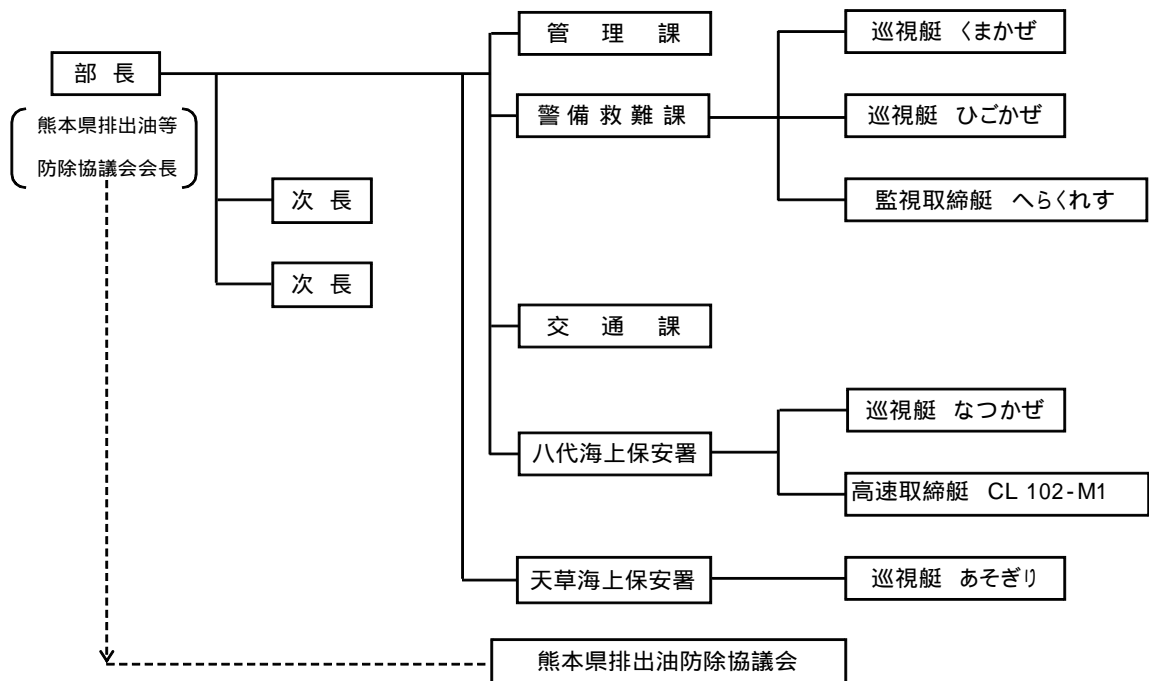 部 長
熊本県排出油等
防除協議会会長
次 長
次 長
管 理 課
警備救難課
交 通 課
八代海上保安署
天草海上保安署
巡視艇 くまかぜ
巡視艇 ひごかぜ
監視取締艇 へらくれす
巡視艇 なつかぜ
高速取締艇 CL 102-M1
巡視艇 あそぎり
熊本県排出油防除協議会